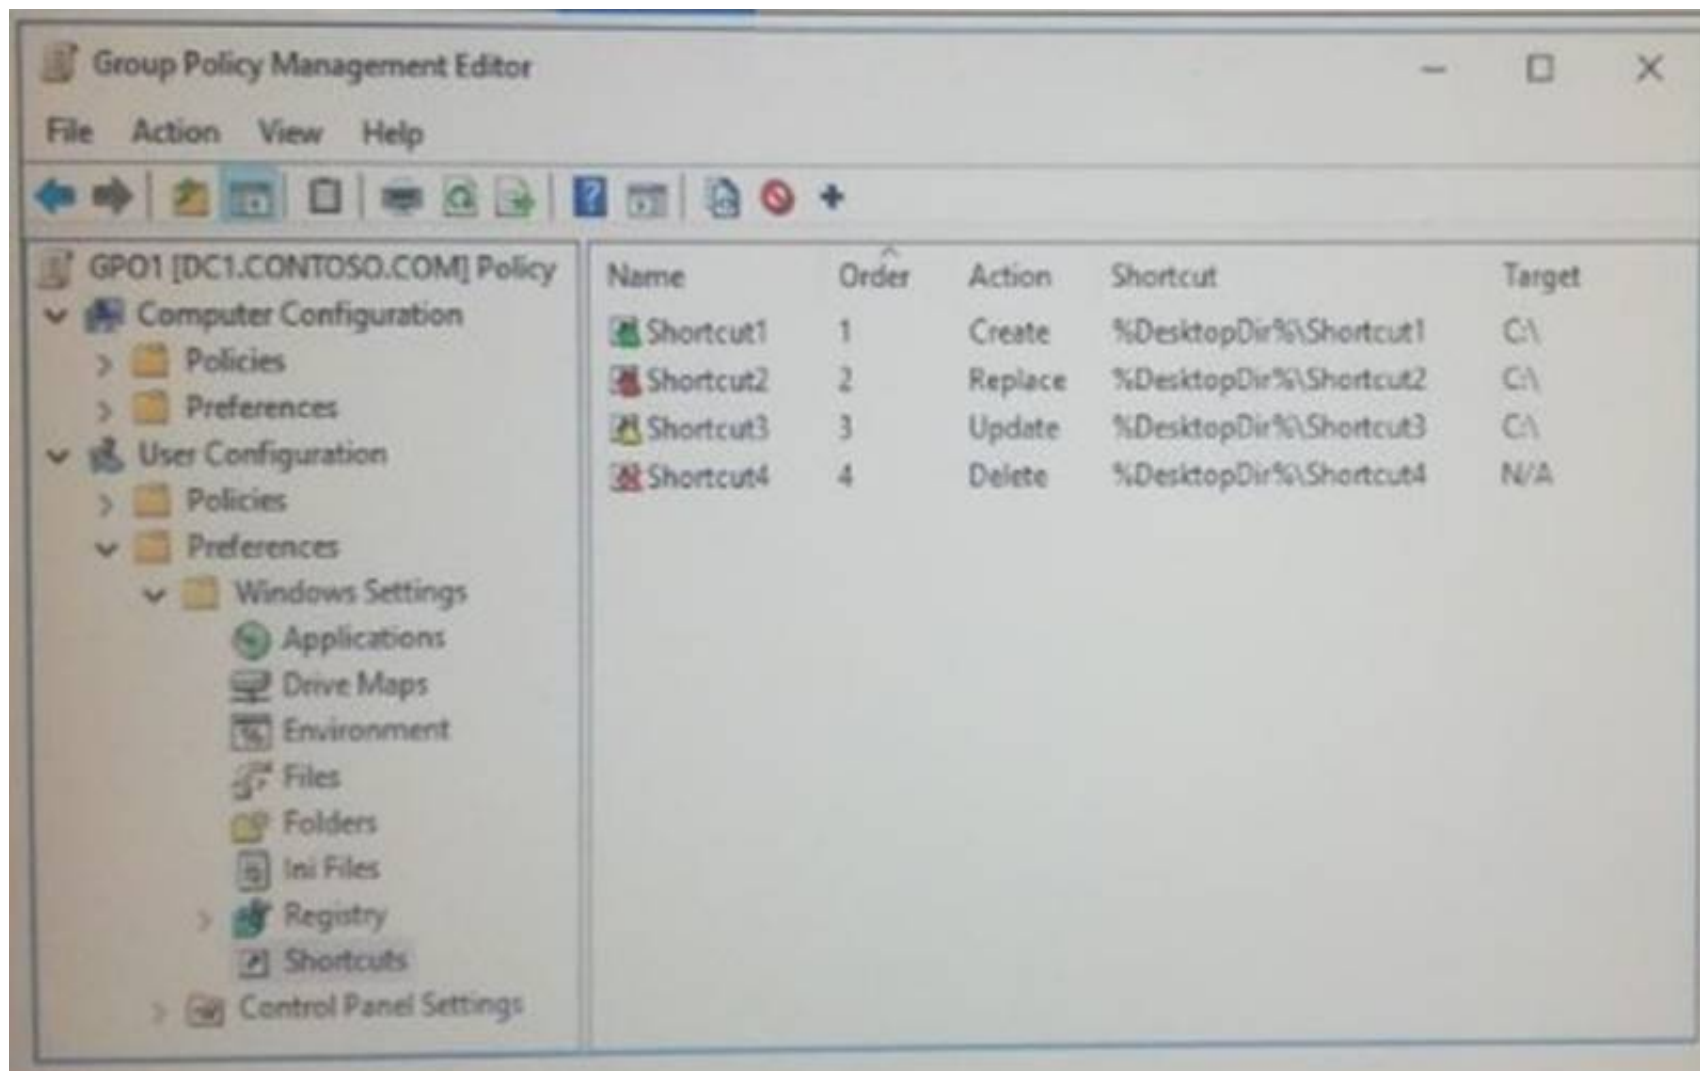 Group Policy Management Editor
File Action View Help
GPO1 [DC1.CONTOSO.COM] Policy
Computer Configuration
Policies
Preferences
User Configuration
Policies
Preferences
Windows Settings
Applications
Drive Maps
Environment
Files
Folders
Ini Files
Registry
Shortcuts
Control Panel Settings
Name Order Action Shortcut Target
Shortcut1 1 Create %DesktopDir%\Shortcut1 C:\
Shortcut2 2 Replace %DesktopDir%\Shortcut2 C:\
Shortcut3 3 Update %DesktopDir%\Shortcut3 C:\
Shortcut4 4 Delete %DesktopDir%\Shortcut4 N/A